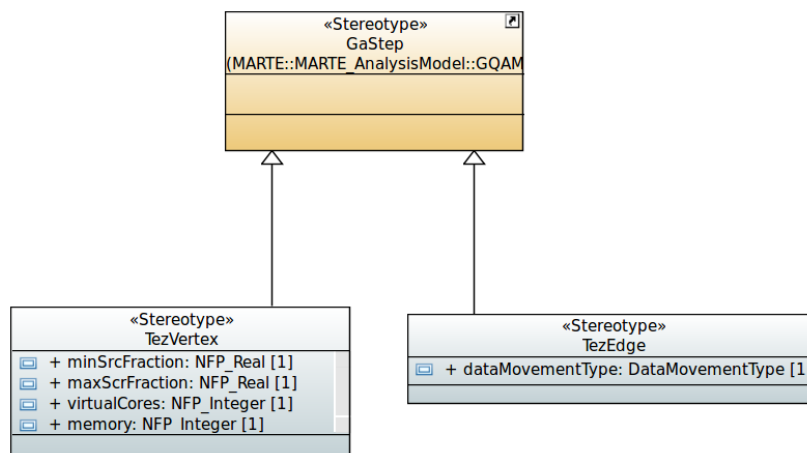 «Stereotype»
GaStep
(MARTE::MARTE_AnalysisModel::GQAM
«Stereotype»
TezVertex
+ minSrcFraction: NFP_Real [1]
+ maxScrFraction: NFP_Real [1]
+ virtualCores: NFP_Integer [1]
+ memory: NFP_Integer [1]
«Stereotype»
TezEdge
+ dataMovementType: DataMovementType [1